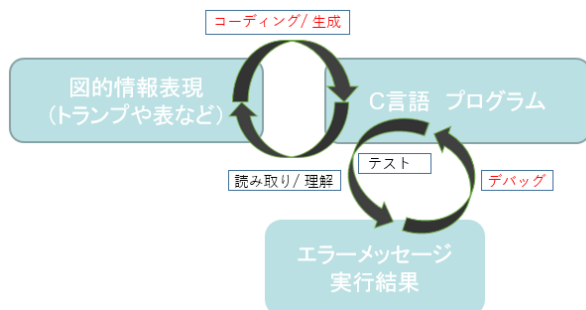 コーディング/ 生成
図的情報表現
(トランプや表など)
C言語 プログラム
読み取り/ 理解
テスト
デバッグ
エラーメッセージ
実行結果